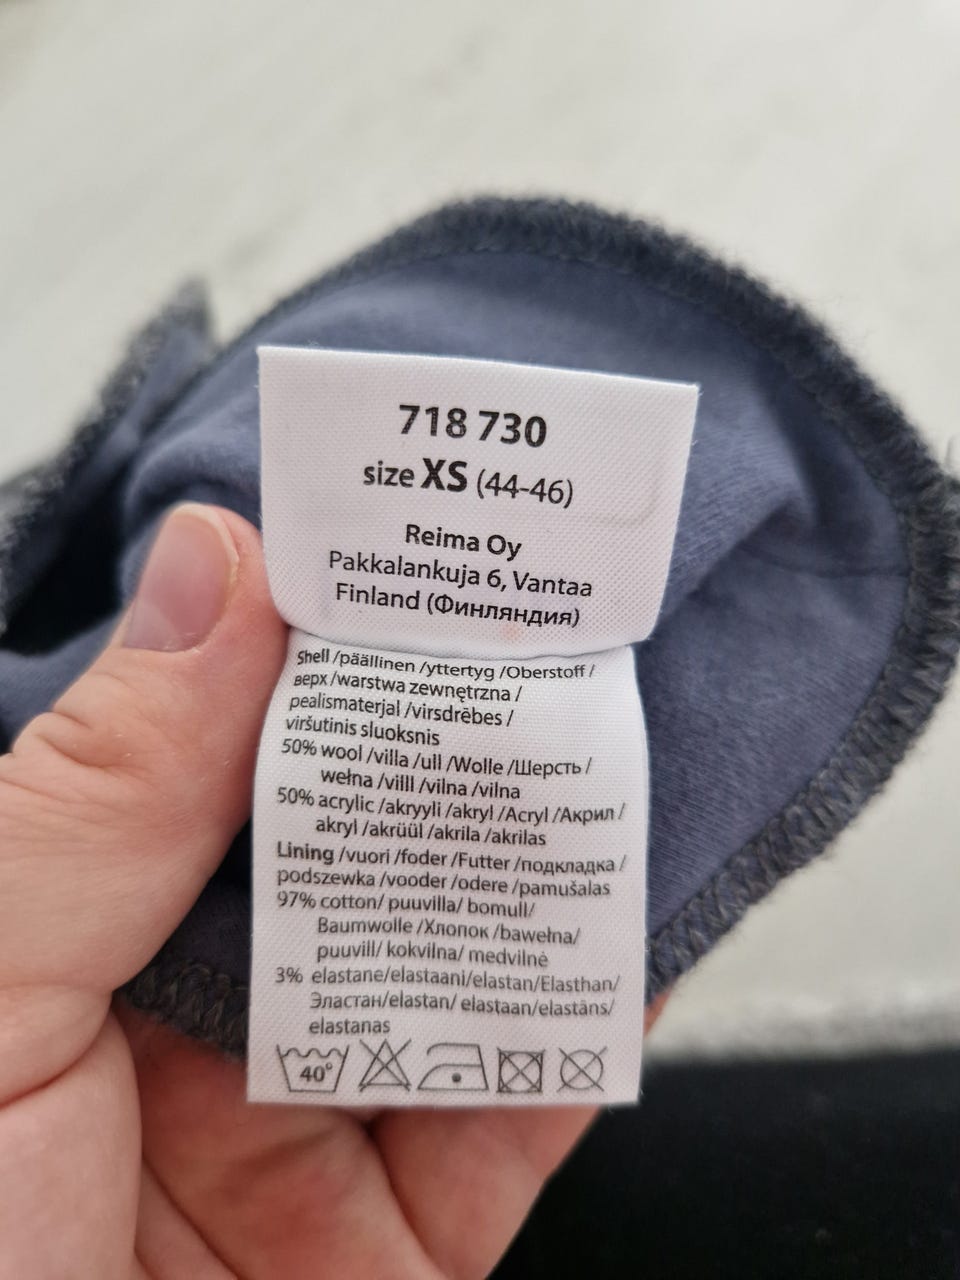 718 730
size XS (44-46)
Reima Oy
Pakkalankuja 6, Vantaa
Finland (Финляндия)
Shell /päällinen /yttertyg /Oberstoff /
верх /warstwa zewnętrzna /
pealismaterjal /virsdrēbes /
viršutinis sluoksnis
50% wool /villa /ull /Wolle /Шерсть /
wełna /villl /vilna /vilna
50% acrylic /akryyli /akryl /Acryl /Акрил /
akryl /akrüül /akrila /akrilas
Lining /vuori /foder /Futter /подкладка /
podszewka /vooder /odere /pamušalas
97% cotton/ puuvilla/ bomull/
Baumwolle /Хлопок /bawełna/
puuvill/ kokvilna/ medvilnė
3% elastane/elastaani/elastan/Elasthan/
Эластан/elastan/ elastaan/elastāns/
elastanas
40°